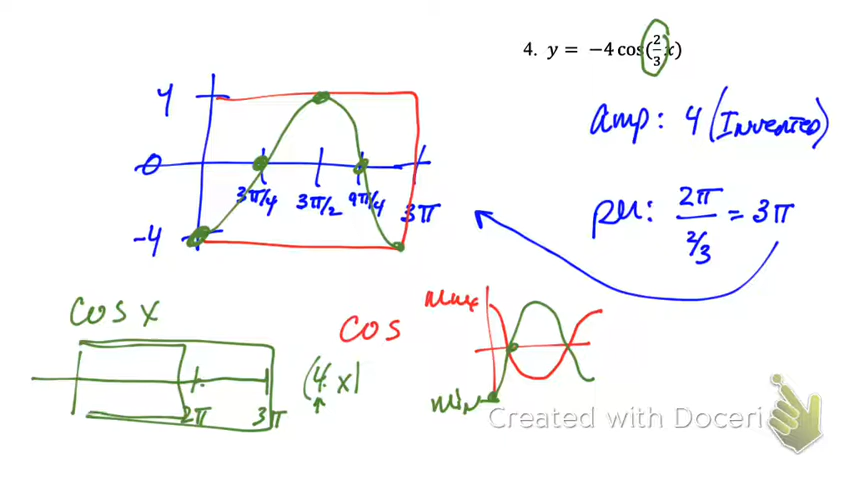 4. y = −4 cos(2/3 x)
amp: 4 (Inverted)
per: 2π / 2/3 = 3π
4
0
-4
3π/4 3π/2 9π/4 3π
cos x
2π 3π
cos
(4 x)
max
min
Created with Doceri